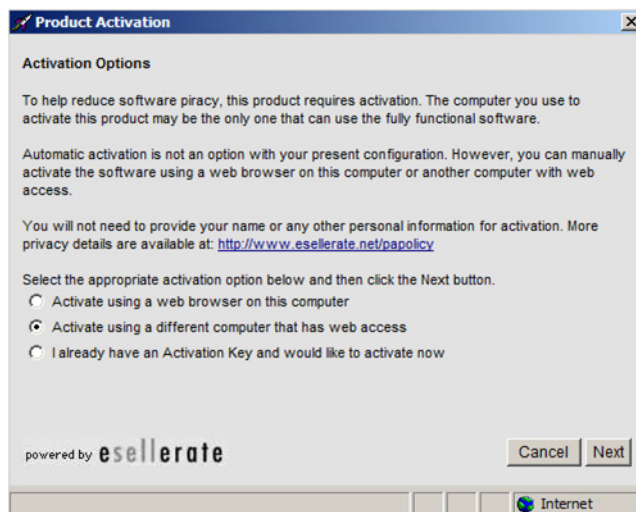 Product Activation
Activation Options
To help reduce software piracy, this product requires activation. The computer you use to
activate this product may be the only one that can use the fully functional software.
Automatic activation is not an option with your present configuration. However, you can manually
activate the software using a web browser on this computer or another computer with web
access.
You will not need to provide your name or any other personal information for activation. More
privacy details are available at: http://www.esellerate.net/papolicy
Select the appropriate activation option below and then click the Next button.
Activate using a web browser on this computer
Activate using a different computer that has web access
I already have an Activation Key and would like to activate now
powered by esellerate
Cancel Next
Internet